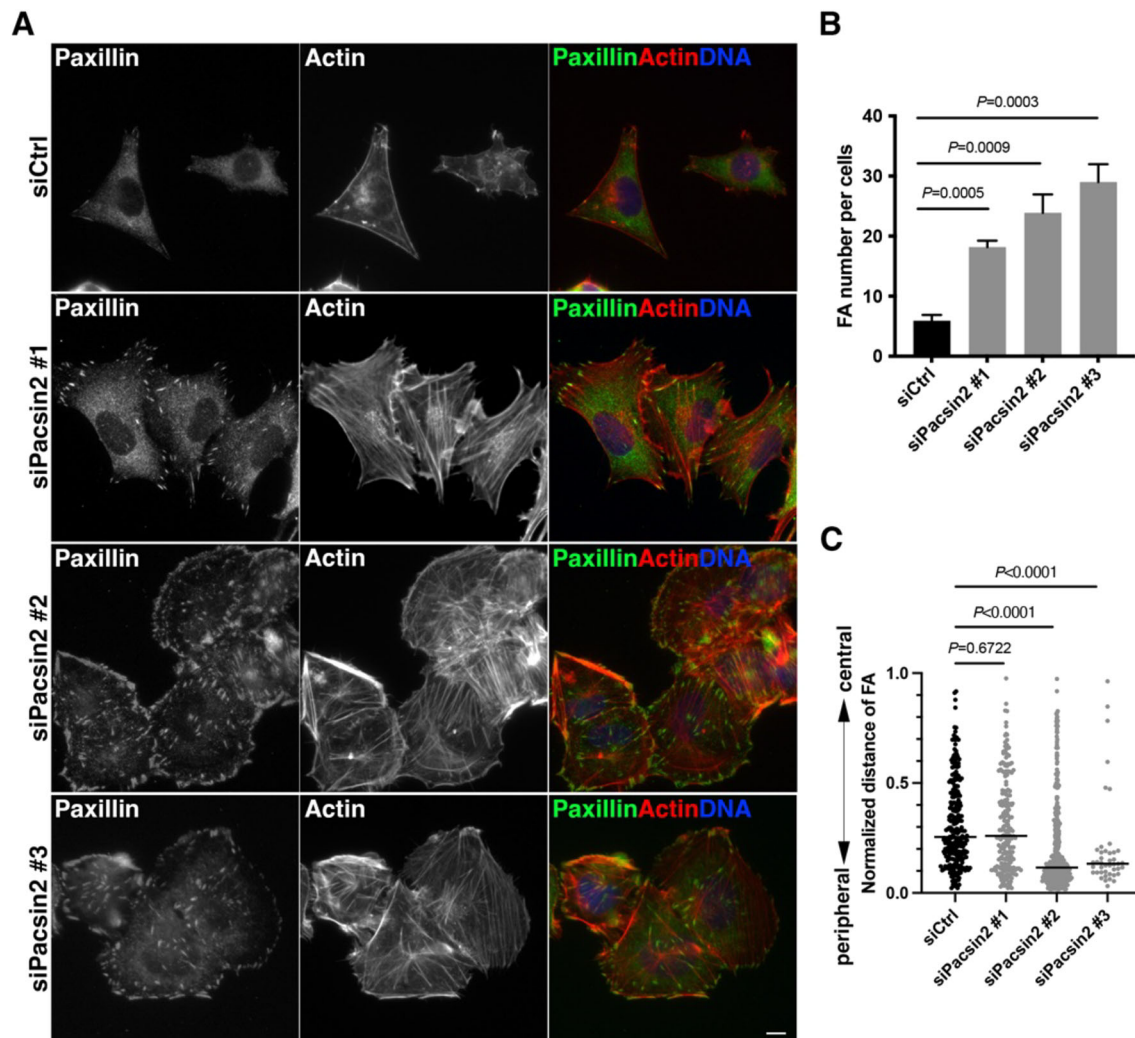 A
Paxillin
Actin
PaxillinActinDNA
siCtrl
Paxillin
Actin
PaxillinActinDNA
siPacsin2 #1
Paxillin
Actin
PaxillinActinDNA
siPacsin2 #2
Paxillin
Actin
PaxillinActinDNA
siPacsin2 #3
B
P=0.0003
P=0.0009
P=0.0005
40
30
20
10
0
FA number per cells
siCtrl
siPacsin2 #1
siPacsin2 #2
siPacsin2 #3
C
P<0.0001
P<0.0001
P=0.6722
1.0
0.5
0.0
Normalized distance of FA
central
peripheral
siCtrl
siPacsin2 #1
siPacsin2 #2
siPacsin2 #3